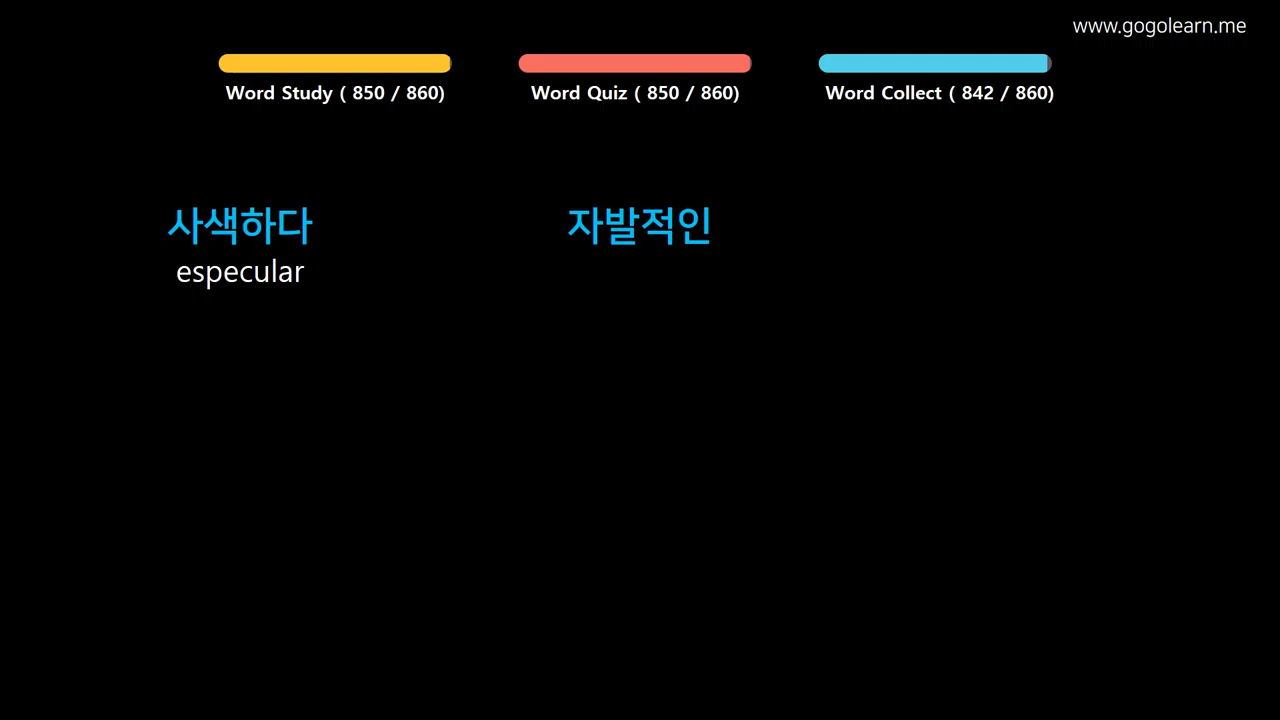 www.gogolearn.me
Word Study ( 850 / 860)
Word Quiz ( 850 / 860)
Word Collect ( 842 / 860)
사색하다
especular
자발적인